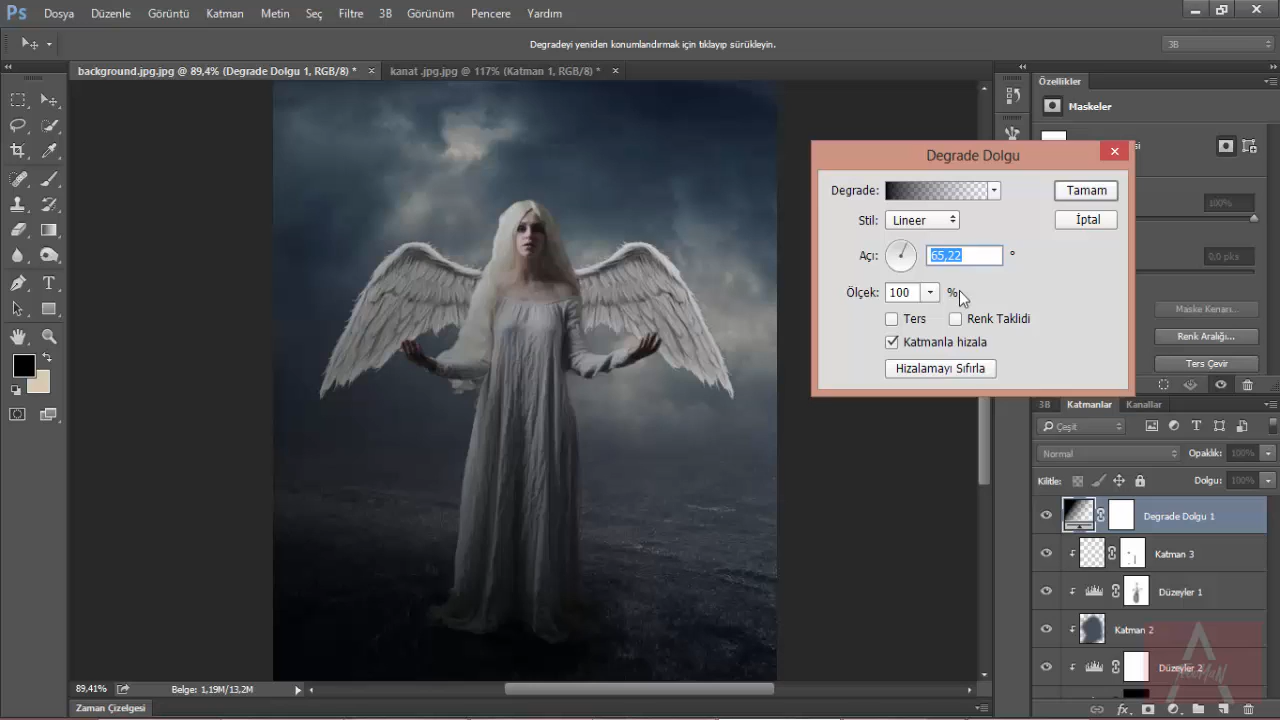 Ps Dosya Düzenle Görüntü Katman Metin Seç Filtre 3B Görünüm Pencere Yardım
Degradeyi yeniden konumlandırmak için tıklayıp sürükleyin.
3B
background.jpg.jpg @ 89,4% (Degrade Dolgu 1, RGB/8) *
kanat .jpg.jpg @ 117% (Katman 1, RGB/8) *
Özellikler
Maskeler
100%
0,0 pks
Maske Kenarı...
Renk Aralığı...
Ters Çevir
Degrade Dolgu
Degrade:
Tamam
Stil: Lineer
İptal
Açı: 65,22 °
Ölçek: 100 %
Ters
Renk Taklidi
Katmanla hizala
Hizalamayı Sıfırla
3B Katmanlar Kanallar
Çeşit
Normal Opaklık: 100%
Kilitle: Dolgu: 100%
Degrade Dolgu 1
Katman 3
Düzeyler 1
Katman 2
Düzeyler 2
89,41% Belge: 1,19M/13,2M
Zaman Çizelgesi
fx